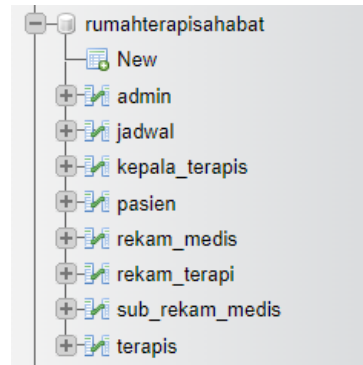 rumahterapisahabat
New
admin
jadwal
kepala_terapis
pasien
rekam_medis
rekam_terapi
sub_rekam_medis
terapis